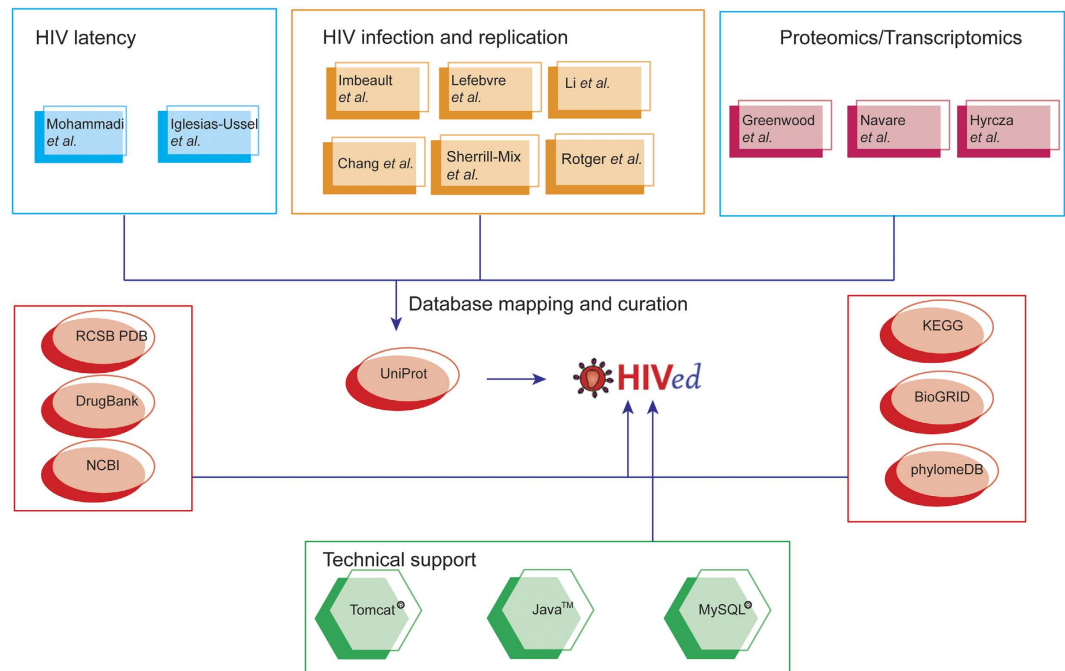 HIV latency
Mohammadi
et al.
Iglesias-Ussel
et al.
HIV infection and replication
Imbeault
et al.
Lefebvre
et al.
Li et al.
Chang et al.
Sherrill-Mix
et al.
Rotger et al.
Proteomics/Transcriptomics
Greenwood
et al.
Navare
et al.
Hyrcza
et al.
Database mapping and curation
RCSB PDB
DrugBank
NCBI
UniProt
HIVed
KEGG
BioGRID
phylomeDB
Technical support
Tomcat®
Java™
MySQL®